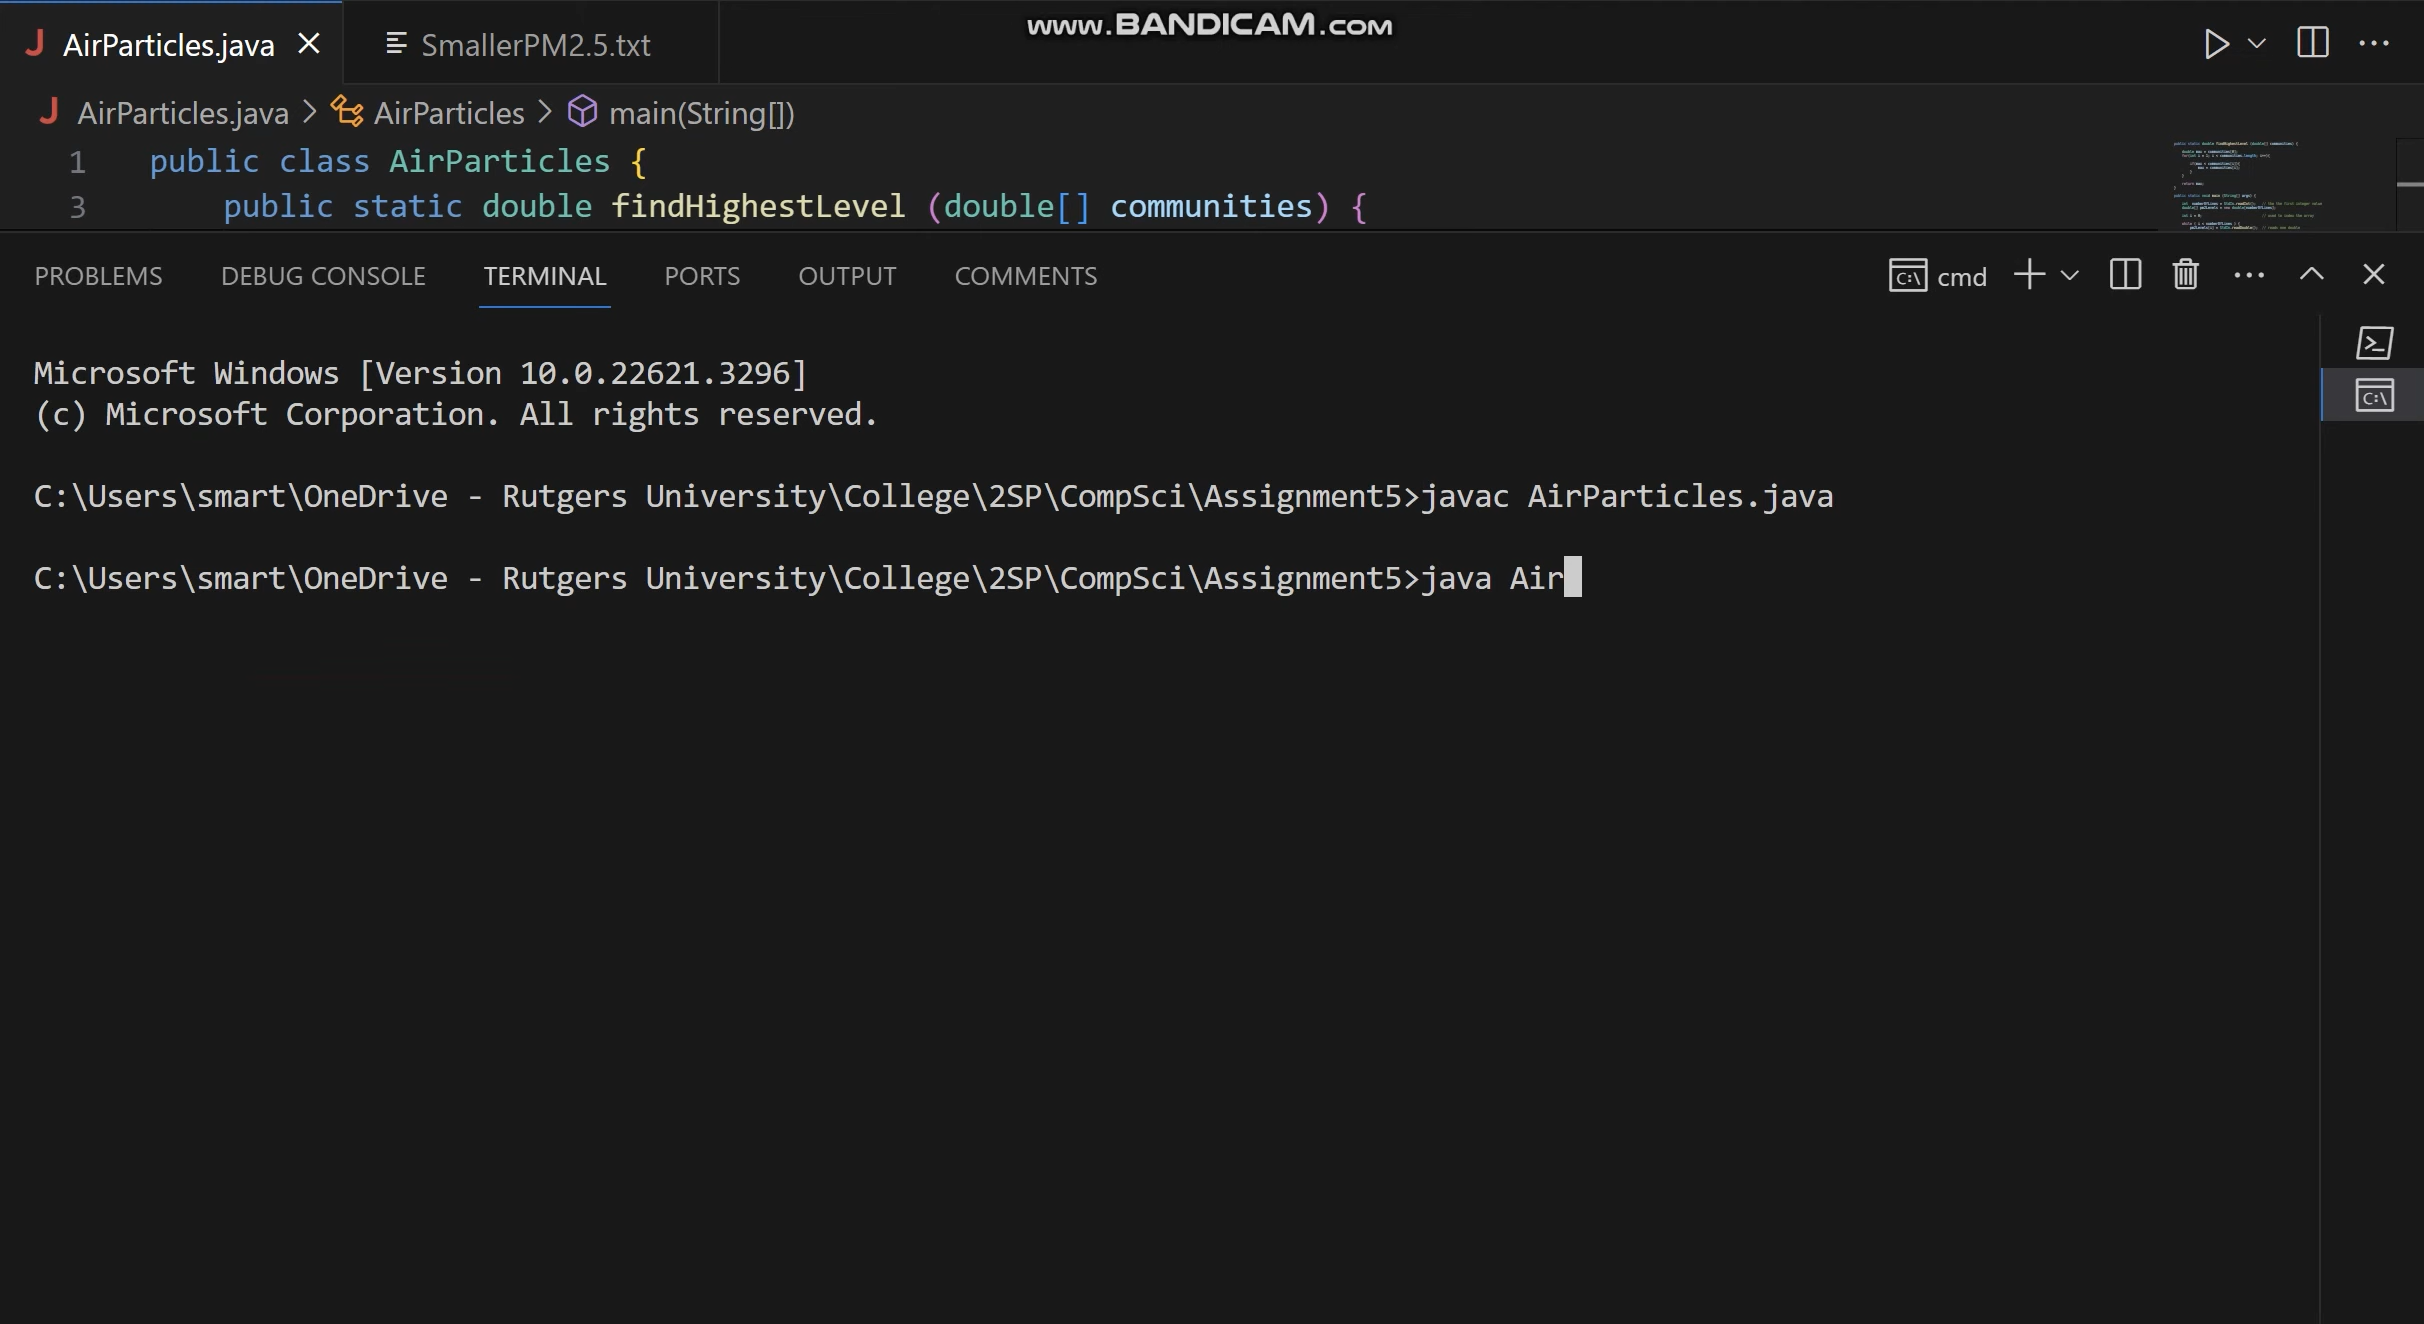 AirParticles.java
SmallerPM2.5.txt
www.BANDICAM.COM
AirParticles.java > AirParticles > main(String[])
1 public class AirParticles {
3 public static double findHighestLevel (double[] communities) {
PROBLEMS DEBUG CONSOLE TERMINAL PORTS OUTPUT COMMENTS
cmd
Microsoft Windows [Version 10.0.22621.3296]
(c) Microsoft Corporation. All rights reserved.
C:\Users\smart\OneDrive - Rutgers University\College\2SP\CompSci\Assignment5>javac AirParticles.java
C:\Users\smart\OneDrive - Rutgers University\College\2SP\CompSci\Assignment5>java Air